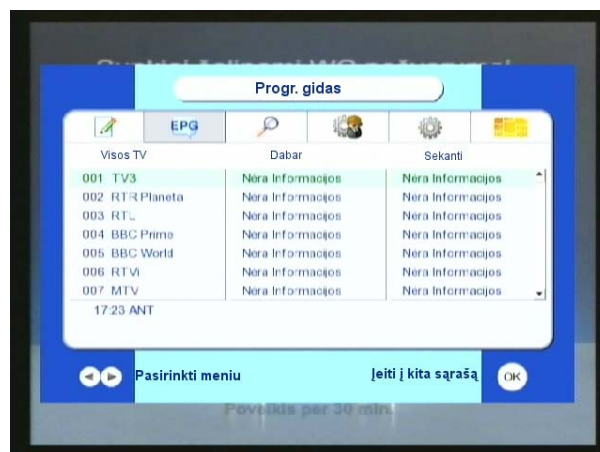 Progr. gidas
EPG
Visos TV Dabar Sekanti
001 TV3 Nėra Informacijos Nėra Informacijos
002 RTR Planeta Nėra Informacijos Nėra Informacijos
003 RTL Nėra Informacijos Nėra Informacijos
004 BBC Prime Nėra Informacijos Nėra Informacijos
005 BBC World Nėra Informacijos Nėra Informacijos
006 RTVi Nėra Informacijos Nėra Informacijos
007 MTV Nėra Informacijos Nėra Informacijos
17:23 ANT
Pasirinkti meniu Įeiti į kita sąrašą OK
Poveikis per 30 min.